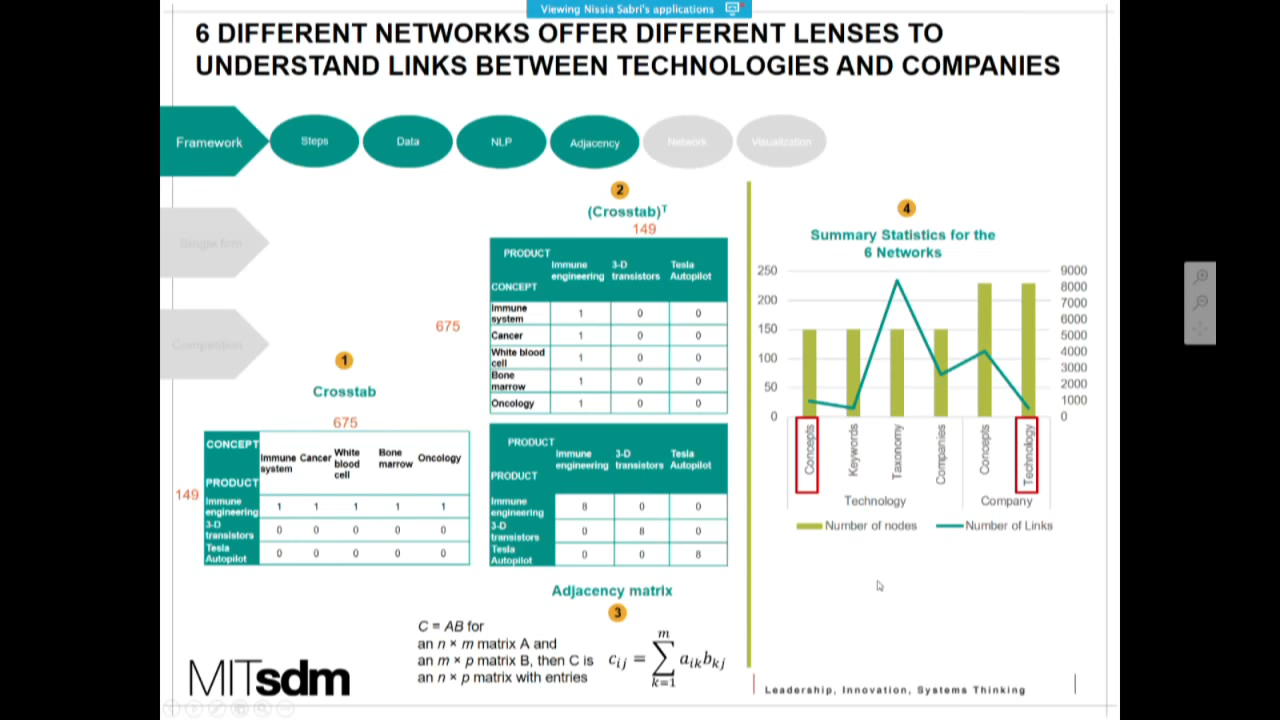 Viewing Nissia Sabri's applications
6 DIFFERENT NETWORKS OFFER DIFFERENT LENSES TO
UNDERSTAND LINKS BETWEEN TECHNOLOGIES AND COMPANIES
Framework
Steps
Data
NLP
Adjacency
Network
Visualization
Single firm
Competition
1
Crosstab
675
149
CONCEPT
PRODUCT
Immune system
Cancer
White blood cell
Bone marrow
Oncology
Immune engineering 1 1 1 1 1
3-D transistors 0 0 0 0 0
Tesla Autopilot 0 0 0 0 0
2
(Crosstab)ᵀ
149
675
PRODUCT
CONCEPT
Immune engineering
3-D transistors
Tesla Autopilot
Immune system 1 0 0
Cancer 1 0 0
White blood cell 1 0 0
Bone marrow 1 0 0
Oncology 1 0 0
PRODUCT
PRODUCT
Immune engineering
3-D transistors
Tesla Autopilot
Immune engineering 8 0 0
3-D transistors 0 8 0
Tesla Autopilot 0 0 8
Adjacency matrix
3
C = AB for
an n × m matrix A and
an m × p matrix B, then C is
an n × p matrix with entries
cᵢⱼ = ∑ₖ₌₁ᵐ aᵢₖbₖⱼ
4
Summary Statistics for the
6 Networks
250
200
150
100
50
0
9000
8000
7000
6000
5000
4000
3000
2000
1000
0
Concepts
Keywords
Taxonomy
Companies
Concepts
Technology
Technology
Company
Number of nodes
Number of Links
MITsdm
Leadership, Innovation, Systems Thinking